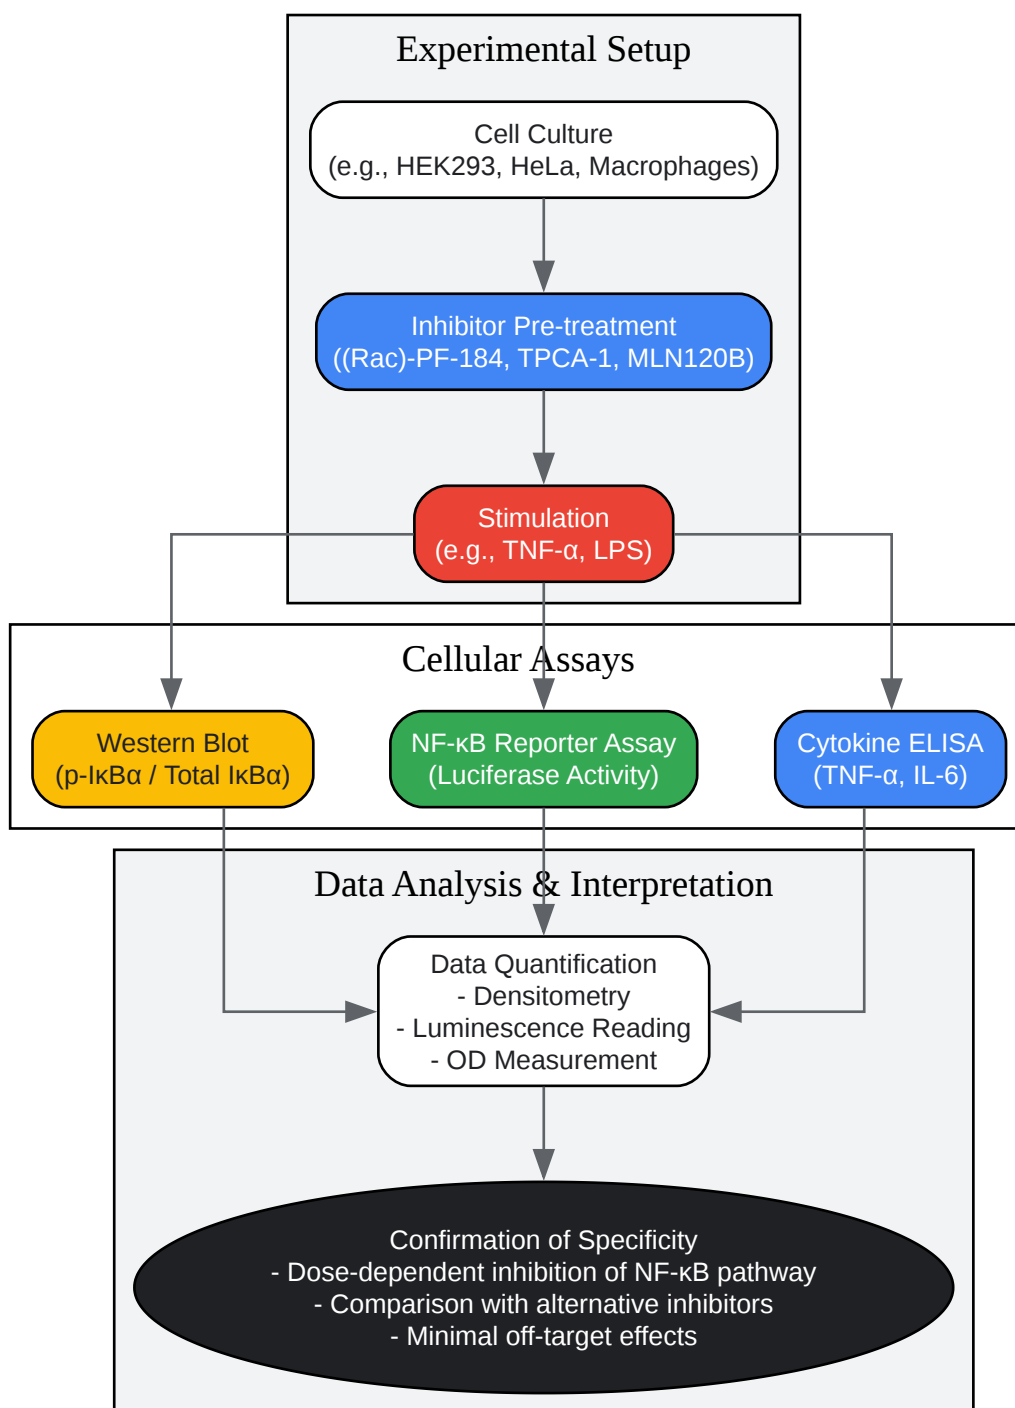 Experimental Setup
Cell Culture
(e.g., HEK293, HeLa, Macrophages)
Inhibitor Pre-treatment
((Rac)-PF-184, TPCA-1, MLN120B)
Stimulation
(e.g., TNF-α, LPS)
Cellular Assays
Western Blot
(p-IκBα / Total IκBα)
NF-κB Reporter Assay
(Luciferase Activity)
Cytokine ELISA
(TNF-α, IL-6)
Data Analysis & Interpretation
Data Quantification
- Densitometry
- Luminescence Reading
- OD Measurement
Confirmation of Specificity
- Dose-dependent inhibition of NF-κB pathway
- Comparison with alternative inhibitors
- Minimal off-target effects